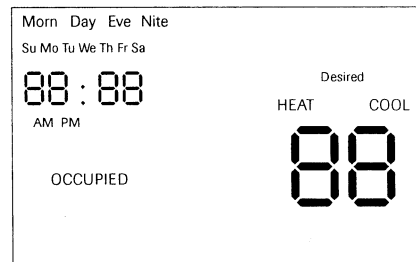 Morn Day Eve Nite
Su Mo Tu We Th Fr Sa
88:88
AM PM
OCCUPIED
Desired
HEAT COOL
88